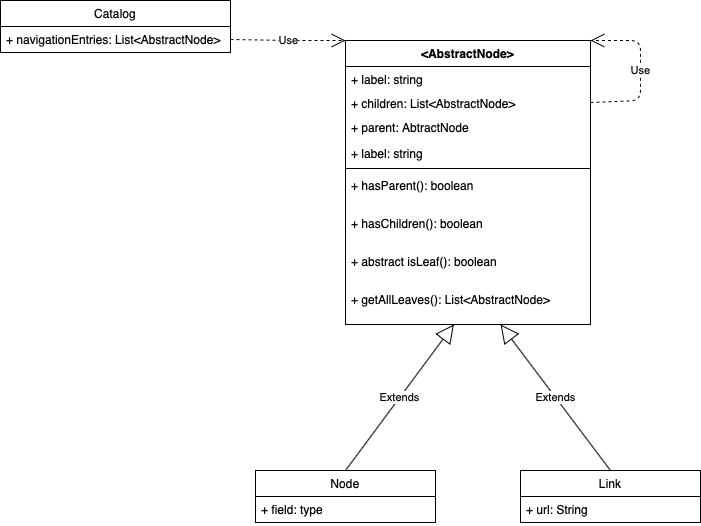 Catalog
+ navigationEntries: List<AbstractNode>
Use
<AbstractNode>
+ label: string
+ children: List<AbstractNode>
+ parent: AbtractNode
+ label: string
Use
+ hasParent(): boolean
+ hasChildren(): boolean
+ abstract isLeaf(): boolean
+ getAllLeaves(): List<AbstractNode>
Extends
Extends
Node
+ field: type
Link
+ url: String